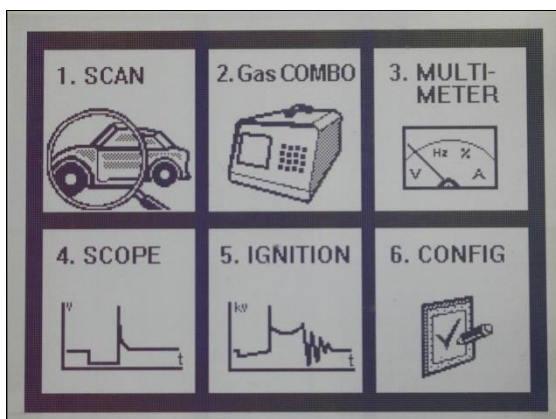 1. SCAN
2. Gas COMBO
3. MULTI-
METER
Hz %
V A
4. SCOPE
5. IGNITION
6. CONFIG
V
t
kV
t